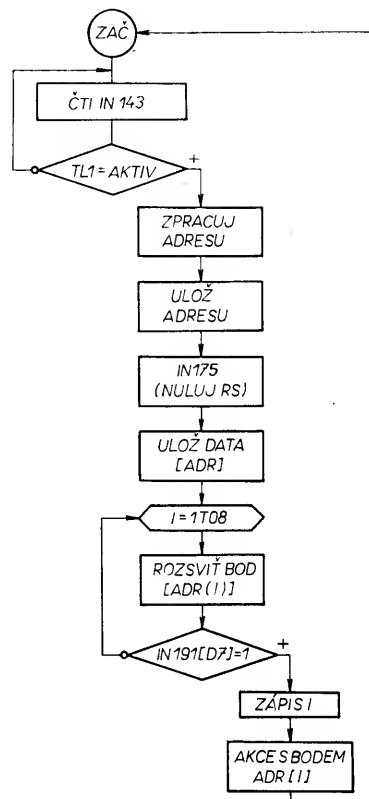 ZAČ
ČTI IN 143
TL1 = AKTIV
+
ZPRACUJ
ADRESU
ULOŽ
ADRESU
IN175
(NULUJ RS)
ULOŽ DATA
[ADR]
I = 1TO8
ROZSVIŤ BOD
[ADR(I)]
IN191[D7]=1
+
ZÁPIS I
AKCE S BODEM
ADR[I]